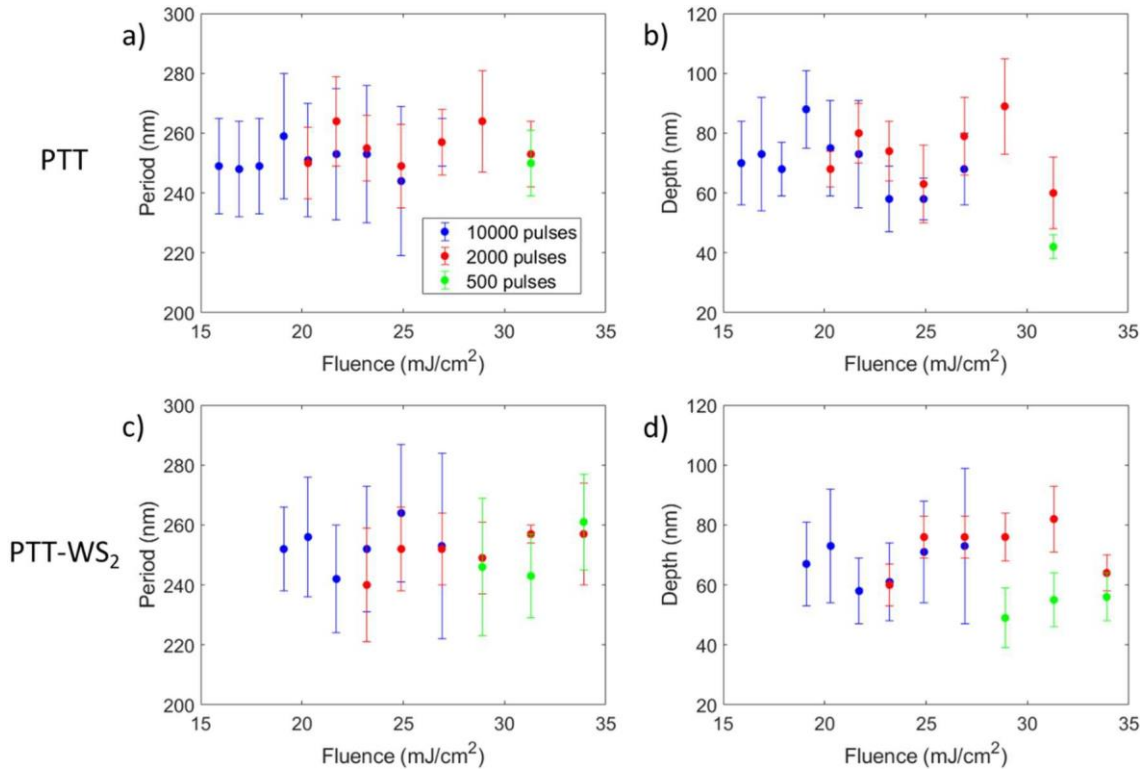 a)
300
280
260
240
220
200
Period (nm)
15 20 25 30 35
Fluence (mJ/cm²)
10000 pulses
2000 pulses
500 pulses
b)
120
100
80
60
40
20
Depth (nm)
15 20 25 30 35
Fluence (mJ/cm²)
PTT
c)
300
280
260
240
220
200
Period (nm)
15 20 25 30 35
Fluence (mJ/cm²)
d)
120
100
80
60
40
20
Depth (nm)
15 20 25 30 35
Fluence (mJ/cm²)
PTT-WS₂